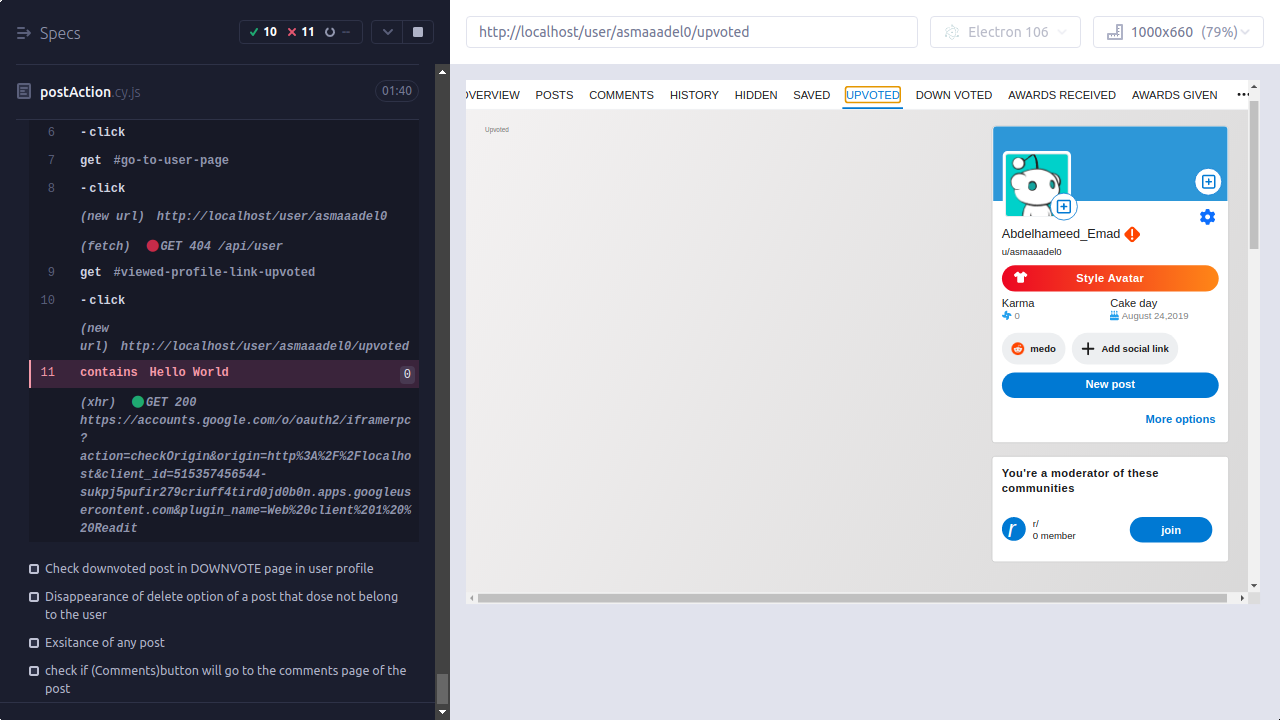 Specs
10
11
--
http://localhost/user/asmaaadel0/upvoted
Electron 106
1000x660 (79%)
postAction.cy.js
01:40
6 -click
7 get #go-to-user-page
8 -click
(new url) http://localhost/user/asmaaadel0
(fetch) GET 404 /api/user
9 get #viewed-profile-link-upvoted
10 -click
(new
url) http://localhost/user/asmaaadel0/upvoted
11 contains Hello World 0
(xhr) GET 200
https://accounts.google.com/o/oauth2/iframerpc
?
action=checkOrigin&origin=http%3A%2F%2Flocalho
st&client_id=515357456544-
sukpj5pufir279criuff4tird0jd0b0n.apps.googleus
ercontent.com&plugin_name=Web%20client%201%20%
20Readit
Check downvoted post in DOWNVOTE page in user profile
Disappearance of delete option of a post that dose not belong
to the user
Exsitance of any post
check if (Comments)button will go to the comments page of the
post
OVERVIEW POSTS COMMENTS HISTORY HIDDEN SAVED UPVOTED DOWN VOTED AWARDS RECEIVED AWARDS GIVEN •••
Upvoted
Abdelhameed_Emad
u/asmaaadel0
Style Avatar
Karma
0
Cake day
August 24,2019
medo
Add social link
New post
More options
You're a moderator of these
communities
r
r/
0 member
join